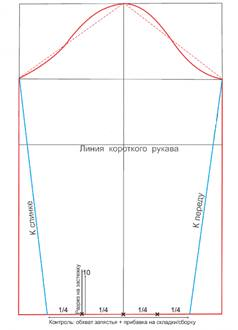 Линия короткого рукава
К спинке
К переду
Разрез на застежку
10
1/4 1/4 1/4 1/4
Контроль: обхват запястья + прибавка на складки/сборку